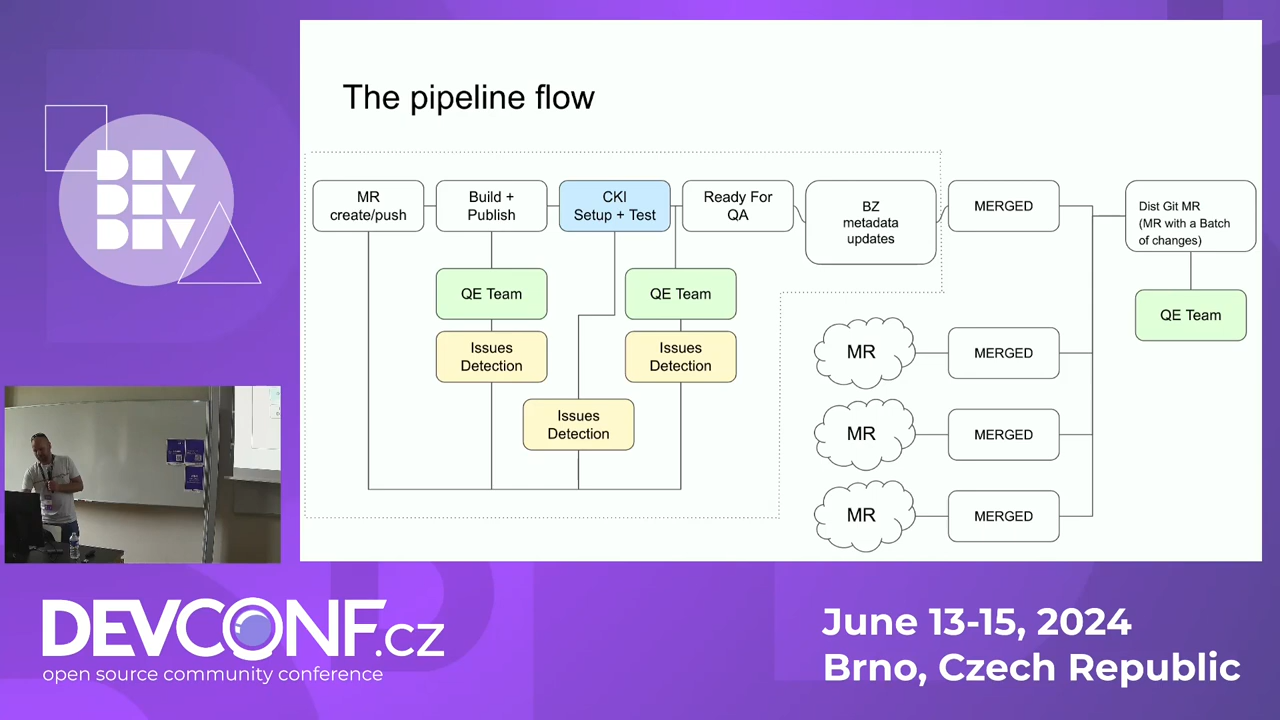 The pipeline flow
MR
create/push
Build +
Publish
CKI
Setup + Test
Ready For
QA
BZ
metadata
updates
MERGED
Dist Git MR
(MR with a Batch
of changes)
QE Team
QE Team
QE Team
Issues
Detection
Issues
Detection
Issues
Detection
MR
MERGED
MR
MERGED
MR
MERGED
DEV
DEV
DEV
DEVCONF.cz
open source community conference
June 13-15, 2024
Brno, Czech Republic